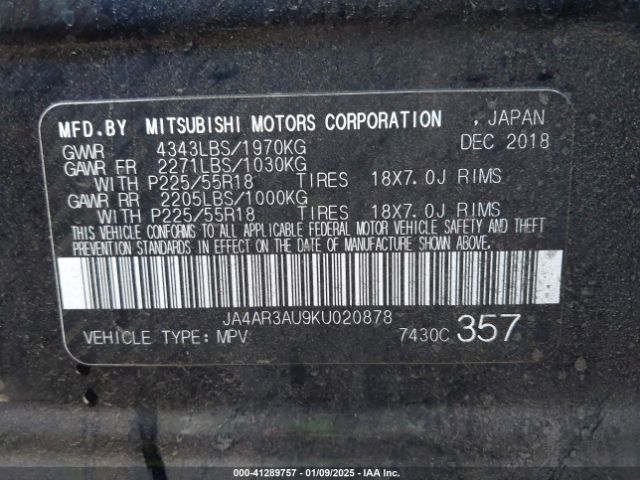 MFD.BY MITSUBISHI MOTORS CORPORATION , JAPAN
GVWR 4343LBS/1970KG DEC 2018
GAWR FR 2271LBS/1030KG
WITH P225/55R18 TIRES 18X7.0J RIMS
GAWR RR 2205LBS/1000KG
WITH P225/55R18 TIRES 18X7.0J RIMS
THIS VEHICLE CONFORMS TO ALL APPLICABLE FEDERAL MOTOR VEHICLE SAFETY AND THEFT
PREVENTION STANDARDS IN EFFECT ON THE DATE OF MANUFACTURE SHOWN ABOVE.
JA4AR3AU9KU020878
VEHICLE TYPE: MPV 7430C 357
000-41289757 - 01/09/2025 - IAA Inc.